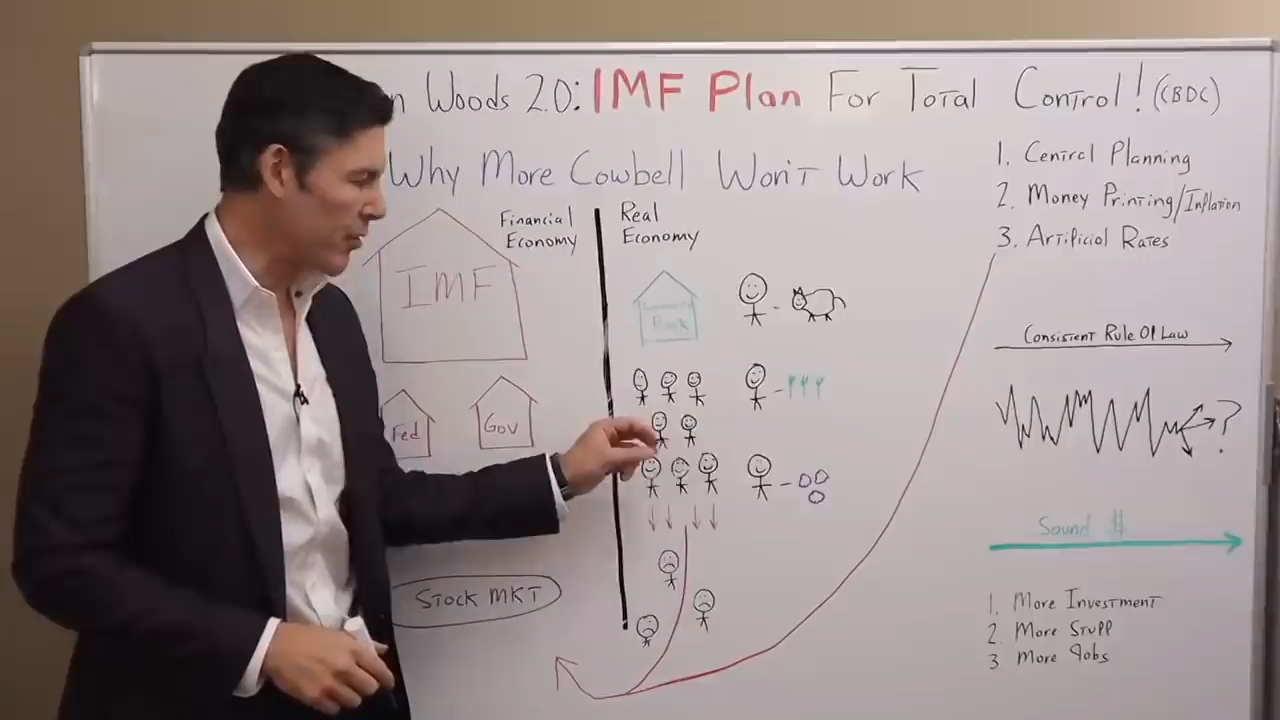 n Woods 2.0: IMF Plan For Total Control! (CBDC)
Why More Cowbell Won't Work
1. Central Planning
2. Money Printing/Inflation
3. Artificial Rates
Financial
Economy
Real
Economy
IMF
Bank
Fed
Gov
Stock MKT
Consistent Rule Of Law
?
Sound $
1. More Investment
2. More Stuff
3 More Jobs